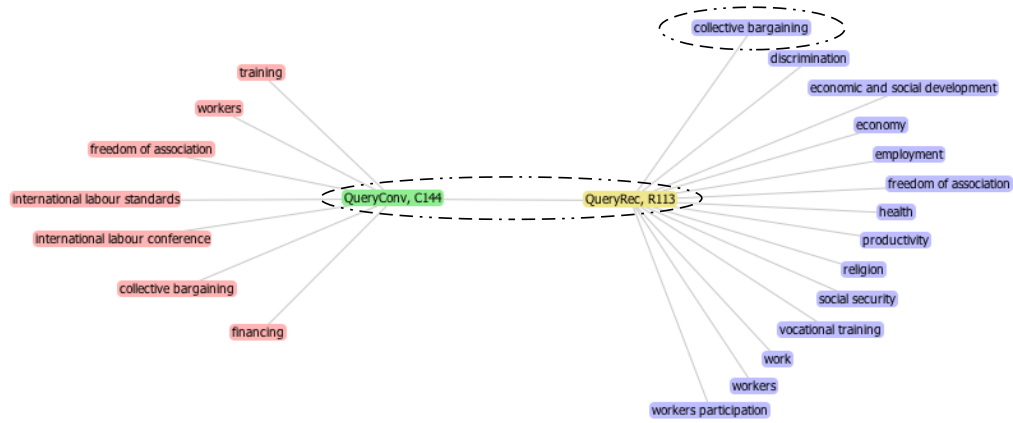 training
workers
freedom of association
international labour standards
international labour conference
collective bargaining
financing
QueryConv, C144
QueryRec, R113
collective bargaining
discrimination
economic and social development
economy
employment
freedom of association
health
productivity
religion
social security
vocational training
work
workers
workers participation